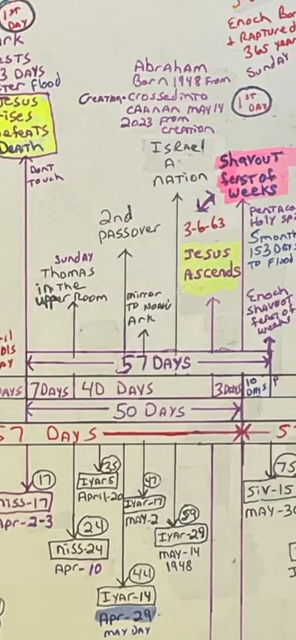 1ST
DAY
Ark
ESTS
3 DAYS
FTER Flood
JESUS
Rises
DeFeATS
Death
DONT
TOUCH
Enoch Bor
+ RAPTURED
365 year
Sunday
1ST
DAY
Abraham
Born 1948 From
CREATION-crossed into
CAANAN MAY 14
2023 From
creation
ISRAEL
A
NATION
SHAVOUT
feast of
weeks
3-6-63
JESUS
ASCENDS
PENTACO
Holy sp
5 month
153 DAY
TO Flood
Enoch
SHAVOUT
feast of
weeks
2nd
PASSOVER
Sunday
Thomas
in the
upper Room
mirror
TO NOAH'S
Ark
57 DAYS
DAYS
7 DAYS
40 DAYS
3 DAYS
10
DAYS
50 DAYS
57 DAYS
17
Niss-17
Apr-2-3
24
Niss-24
Apr-10
35
Iyar 5
April-20
44
Iyar-14
Apr-29
MAY DAY
47
Iyar-17
MAY-2
59
Iyar-29
MAY-14
1948
75
SIV-15
MAY-30